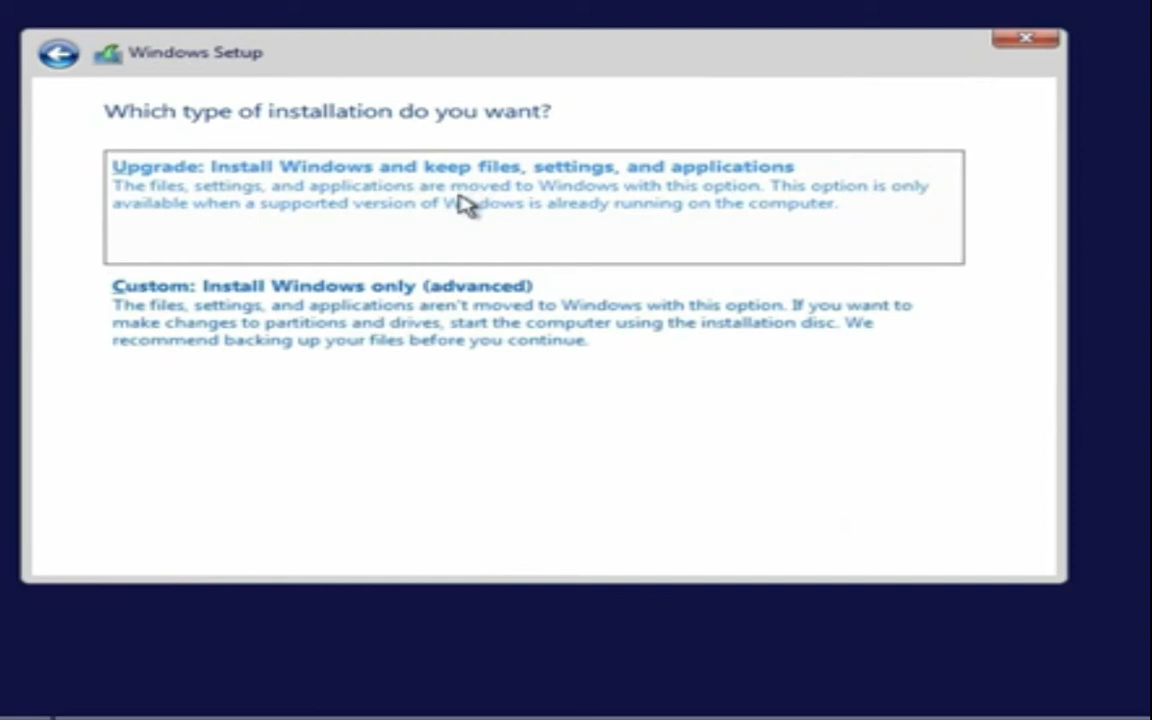 Windows Setup
Which type of installation do you want?
Upgrade: Install Windows and keep files, settings, and applications
The files, settings, and applications are moved to Windows with this option. This option is only
available when a supported version of Windows is already running on the computer.
Custom: Install Windows only (advanced)
The files, settings, and applications aren't moved to Windows with this option. If you want to
make changes to partitions and drives, start the computer using the installation disc. We
recommend backing up your files before you continue.